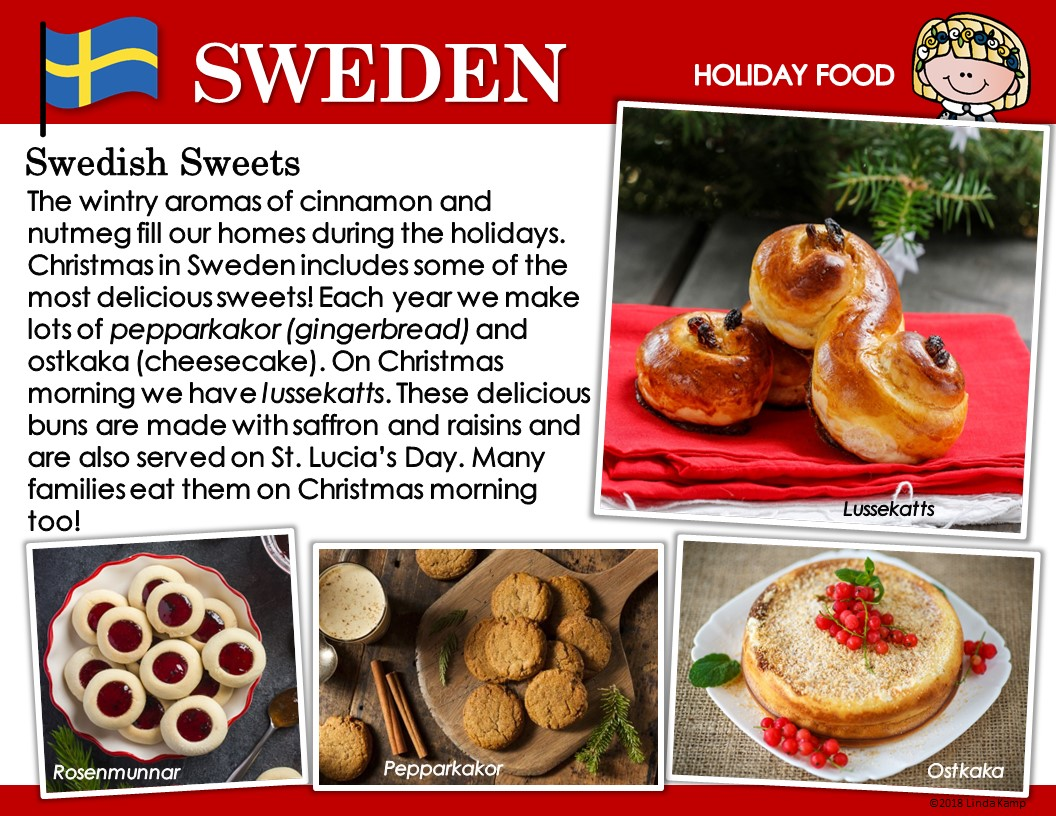 SWEDEN
HOLIDAY FOOD
Swedish Sweets
The wintry aromas of cinnamon and
nutmeg fill our homes during the holidays.
Christmas in Sweden includes some of the
most delicious sweets! Each year we make
lots of pepparkakor (gingerbread) and
ostkaka (cheesecake). On Christmas
morning we have lussekatts. These delicious
buns are made with saffron and raisins and
are also served on St. Lucia's Day. Many
families eat them on Christmas morning
too!
Lussekatts
Rosenmunnar
Pepparkakor
Ostkaka
©2018 Linda Kamp